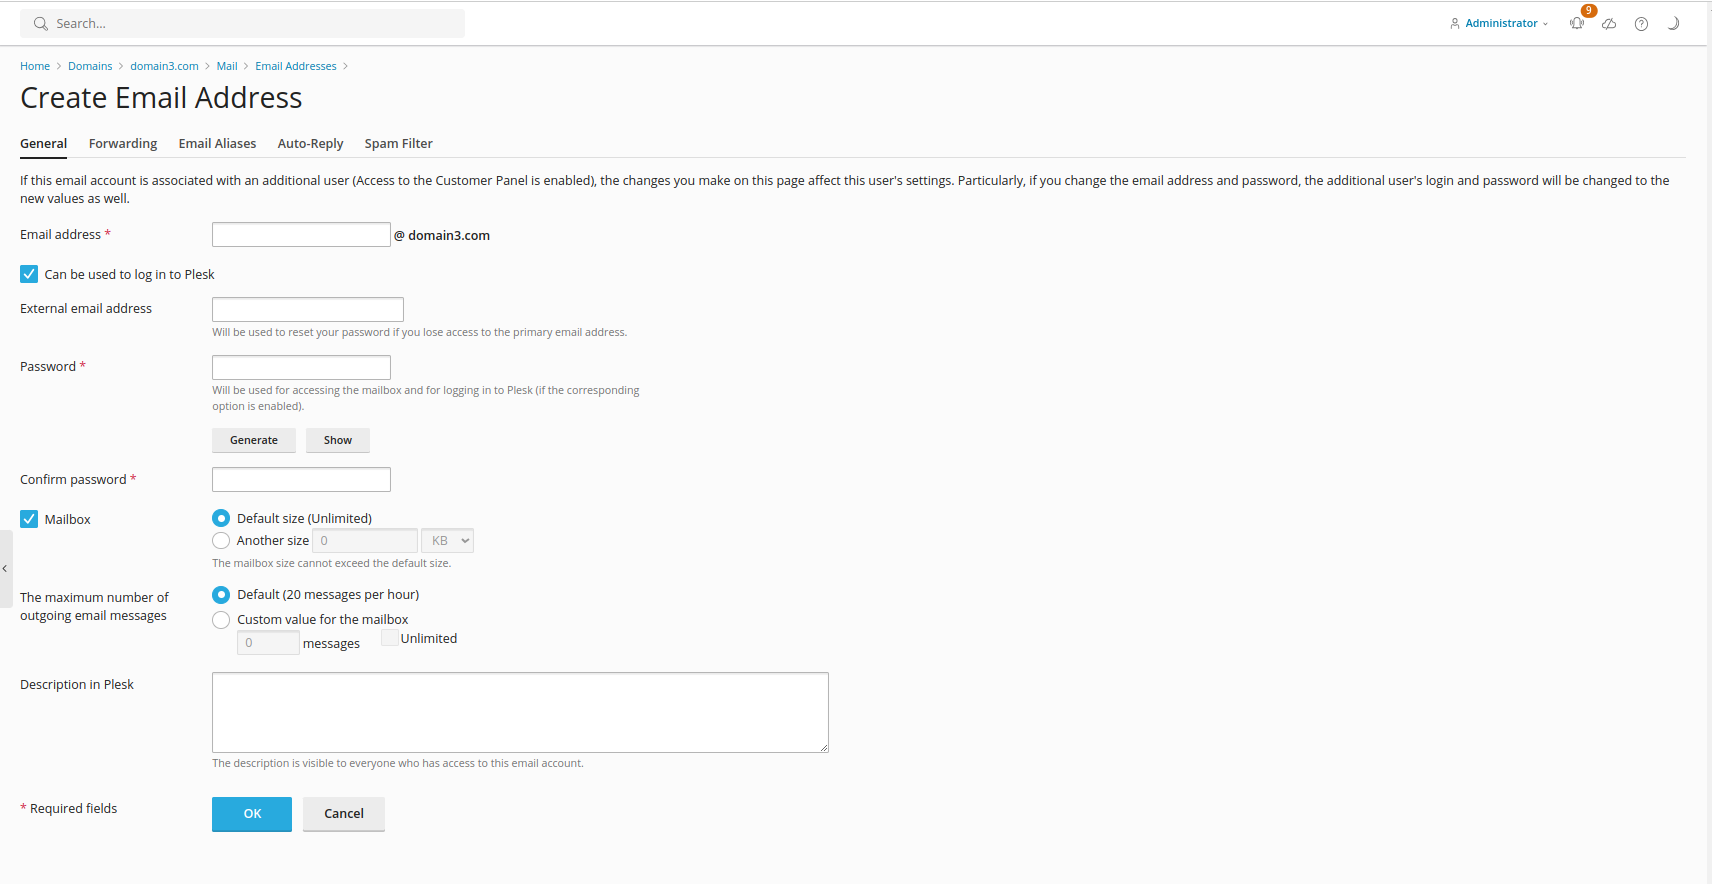 Search...
Administrator
9
Home > Domains > domain3.com > Mail > Email Addresses >
Create Email Address
General Forwarding Email Aliases Auto-Reply Spam Filter
If this email account is associated with an additional user (Access to the Customer Panel is enabled), the changes you make on this page affect this user's settings. Particularly, if you change the email address and password, the additional user's login and password will be changed to the
new values as well.
Email address * @ domain3.com
Can be used to log in to Plesk
External email address
Will be used to reset your password if you lose access to the primary email address.
Password *
Will be used for accessing the mailbox and for logging in to Plesk (if the corresponding
option is enabled).
Generate Show
Confirm password *
Mailbox Default size (Unlimited)
Another size 0 KB
The mailbox size cannot exceed the default size.
The maximum number of
outgoing email messages
Default (20 messages per hour)
Custom value for the mailbox
0 messages Unlimited
Description in Plesk
The description is visible to everyone who has access to this email account.
* Required fields OK Cancel